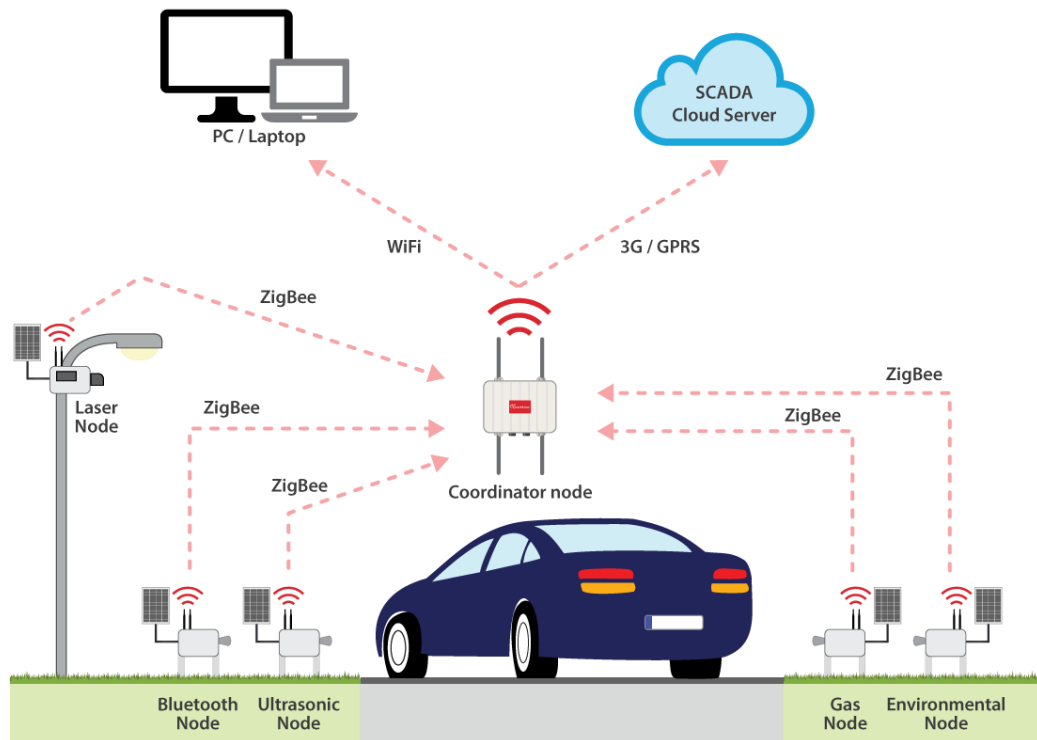 SCADA
Cloud Server
PC / Laptop
WiFi
3G / GPRS
ZigBee
ZigBee
Laser
Node
ZigBee
ZigBee
ZigBee
Coordinator node
Bluetooth
Node
Ultrasonic
Node
Gas
Node
Environmental
Node